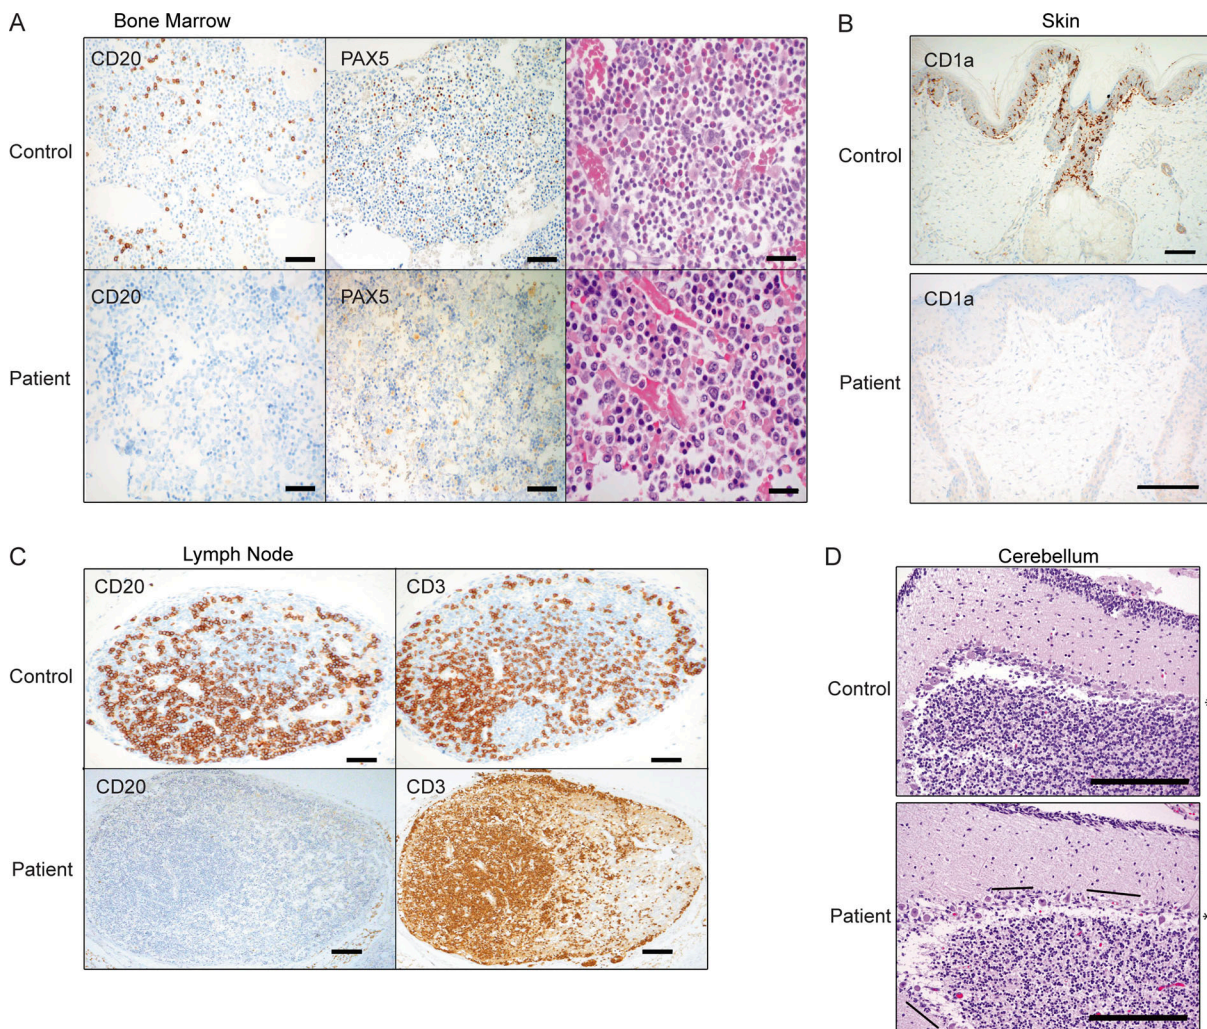 A Bone Marrow
CD20 PAX5
Control
CD20 PAX5
Patient
B Skin
CD1a
Control
CD1a
Patient
C Lymph Node
CD20 CD3
Control
CD20 CD3
Patient
D Cerebellum
Control *
Patient *